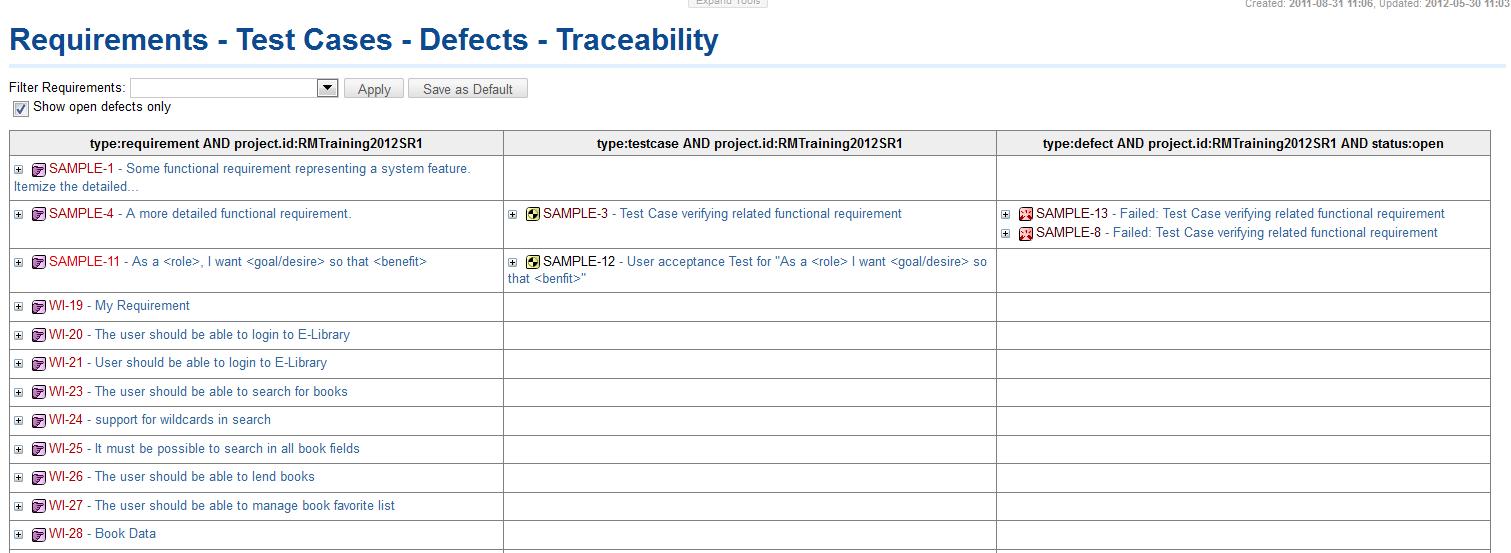 Expand Tools
Created: 2011-08-31 11:06, Updated: 2012-05-30 11:03
Requirements - Test Cases - Defects - Traceability
Filter Requirements:
Apply
Save as Default
Show open defects only
type:requirement AND project.id:RMTraining2012SR1
type:testcase AND project.id:RMTraining2012SR1
type:defect AND project.id:RMTraining2012SR1 AND status:open
SAMPLE-1 - Some functional requirement representing a system feature.
Itemize the detailed...
SAMPLE-4 - A more detailed functional requirement.
SAMPLE-3 - Test Case verifying related functional requirement
SAMPLE-13 - Failed: Test Case verifying related functional requirement
SAMPLE-8 - Failed: Test Case verifying related functional requirement
SAMPLE-11 - As a <role>, I want <goal/desire> so that <benefit>
SAMPLE-12 - User acceptance Test for "As a <role> I want <goal/desire> so
that <benfit>"
WI-19 - My Requirement
WI-20 - The user should be able to login to E-Library
WI-21 - User should be able to login to E-Library
WI-23 - The user should be able to search for books
WI-24 - support for wildcards in search
WI-25 - It must be possible to search in all book fields
WI-26 - The user should be able to lend books
WI-27 - The user should be able to manage book favorite list
WI-28 - Book Data